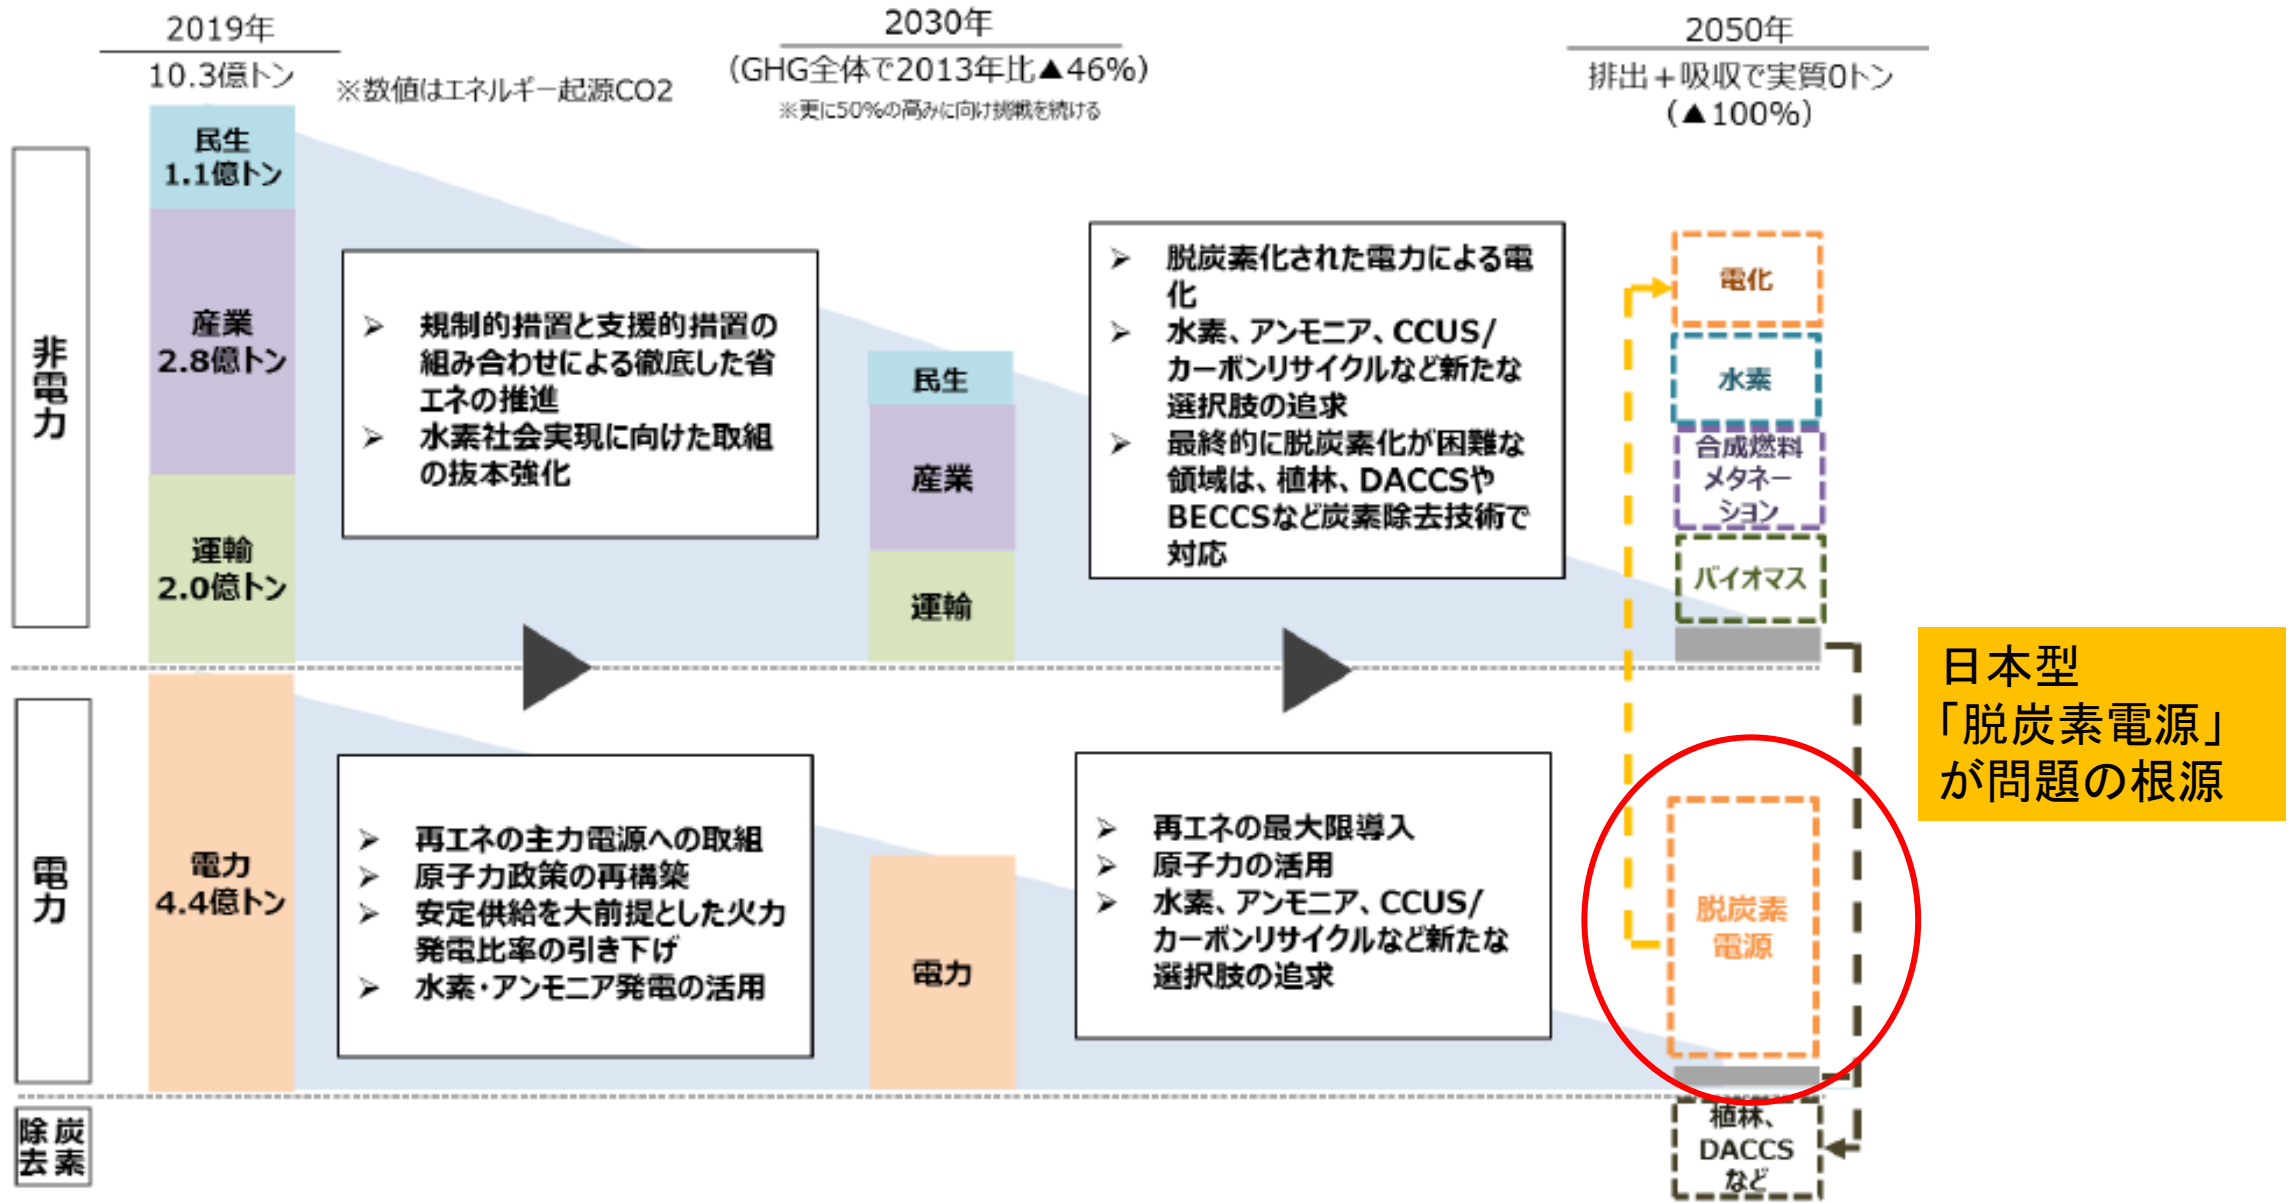 2019年
10.3億トン
※数値はエネルギー起源CO2
2030年
(GHG全体で2013年比▲46%)
※更に50%の高みに向け挑戦を続ける
2050年
排出+吸収で実質0トン
(▲100%)
非電力
民生
1.1億トン
産業
2.8億トン
運輸
2.0億トン
➢ 規制的措置と支援的措置の
組み合わせによる徹底した省
エネの推進
➢ 水素社会実現に向けた取組
の抜本強化
民生
産業
運輸
➢ 脱炭素化された電力による電
化
➢ 水素、アンモニア、CCUS/
カーボンリサイクルなど新たな
選択肢の追求
➢ 最終的に脱炭素化が困難な
領域は、植林、DACCSや
BECCSなど炭素除去技術で
対応
電化
水素
合成燃料
メタネー
ション
バイオマス
電力
電力
4.4億トン
➢ 再エネの主力電源への取組
➢ 原子力政策の再構築
➢ 安定供給を大前提とした火力
発電比率の引き下げ
➢ 水素・アンモニア発電の活用
電力
➢ 再エネの最大限導入
➢ 原子力の活用
➢ 水素、アンモニア、CCUS/
カーボンリサイクルなど新たな
選択肢の追求
脱炭素
電源
日本型
「脱炭素電源」
が問題の根源
炭素
除去
植林、
DACCS
など